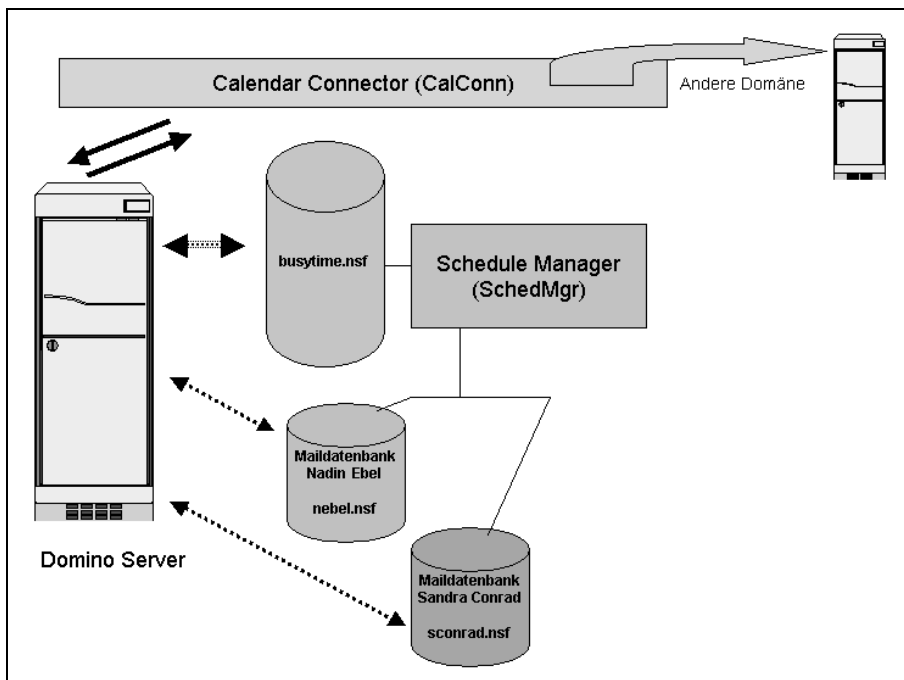 Calendar Connector (CalConn)
Andere Domäne
busytime.nsf
Schedule Manager
(SchedMgr)
Maildatenbank
Nadin Ebel
nebel.nsf
Domino Server
Maildatenbank
Sandra Conrad
sconrad.nsf